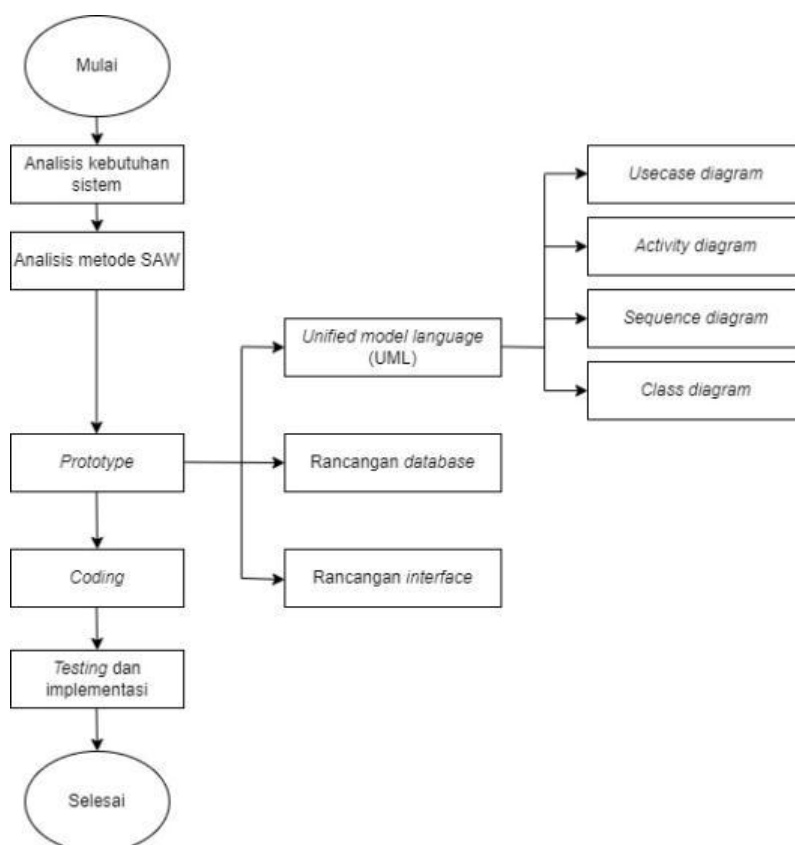 Mulai
Analisis kebutuhan
sistem
Analisis metode SAW
Prototype
Coding
Testing dan
implementasi
Selesai
Unified model language
(UML)
Rancangan database
Rancangan interface
Usecase diagram
Activity diagram
Sequence diagram
Class diagram